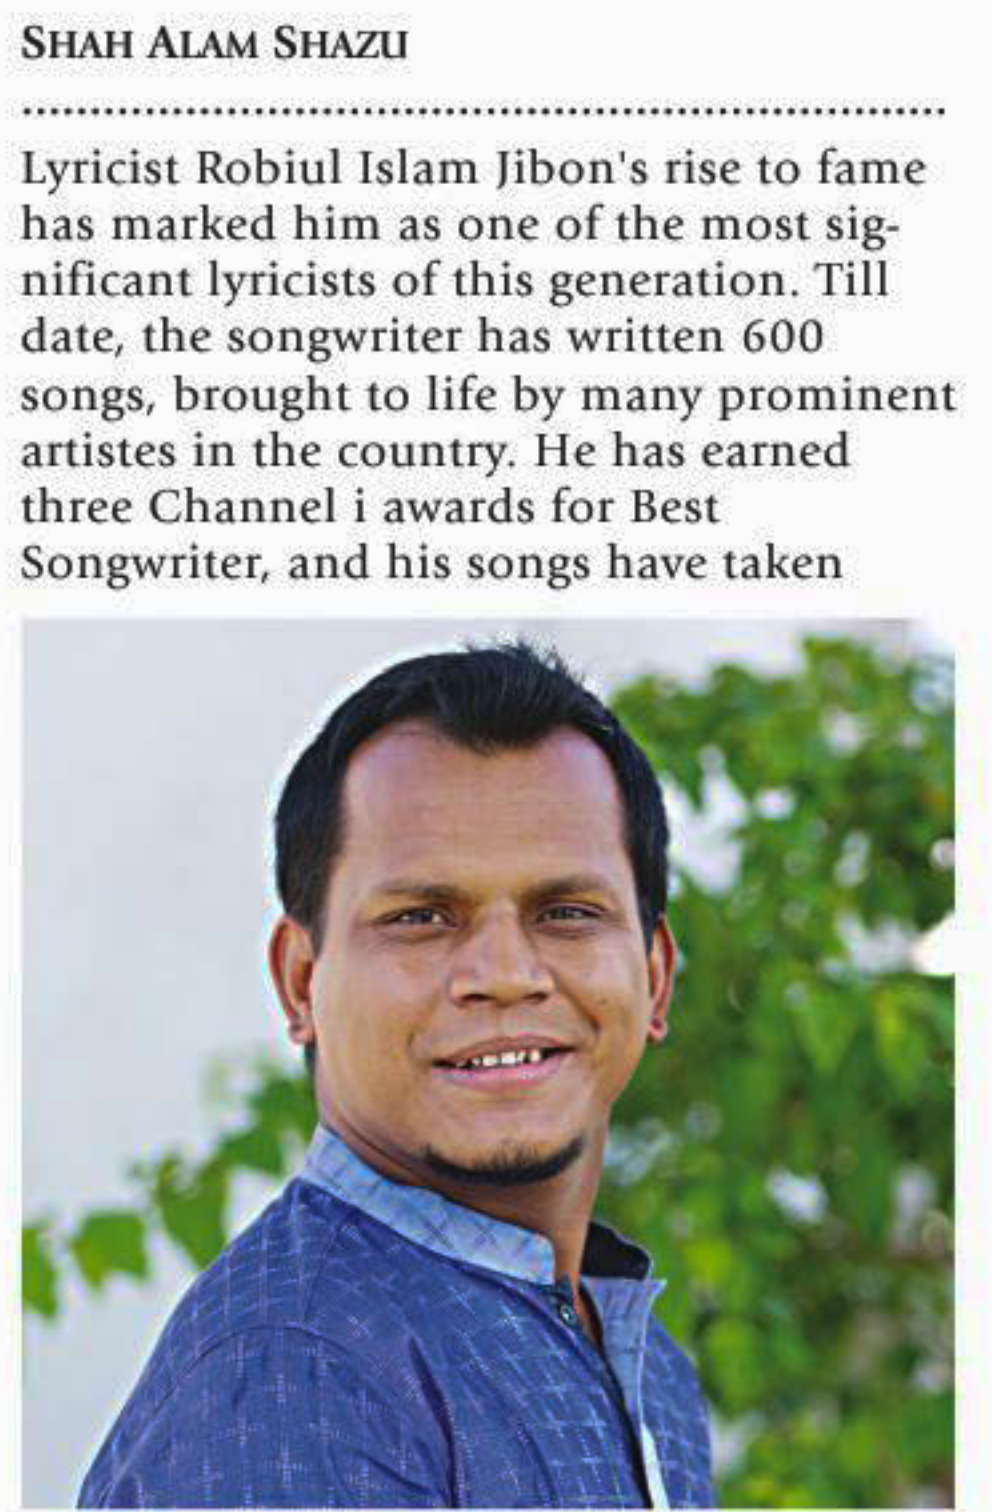 SHAH ALAM SHAZU
Lyricist Robiul Islam Jibon's rise to fame
has marked him as one of the most sig-
nificant lyricists of this generation. Till
date, the songwriter has written 600
songs, brought to life by many prominent
artistes in the country. He has earned
three Channel i awards for Best
Songwriter, and his songs have taken